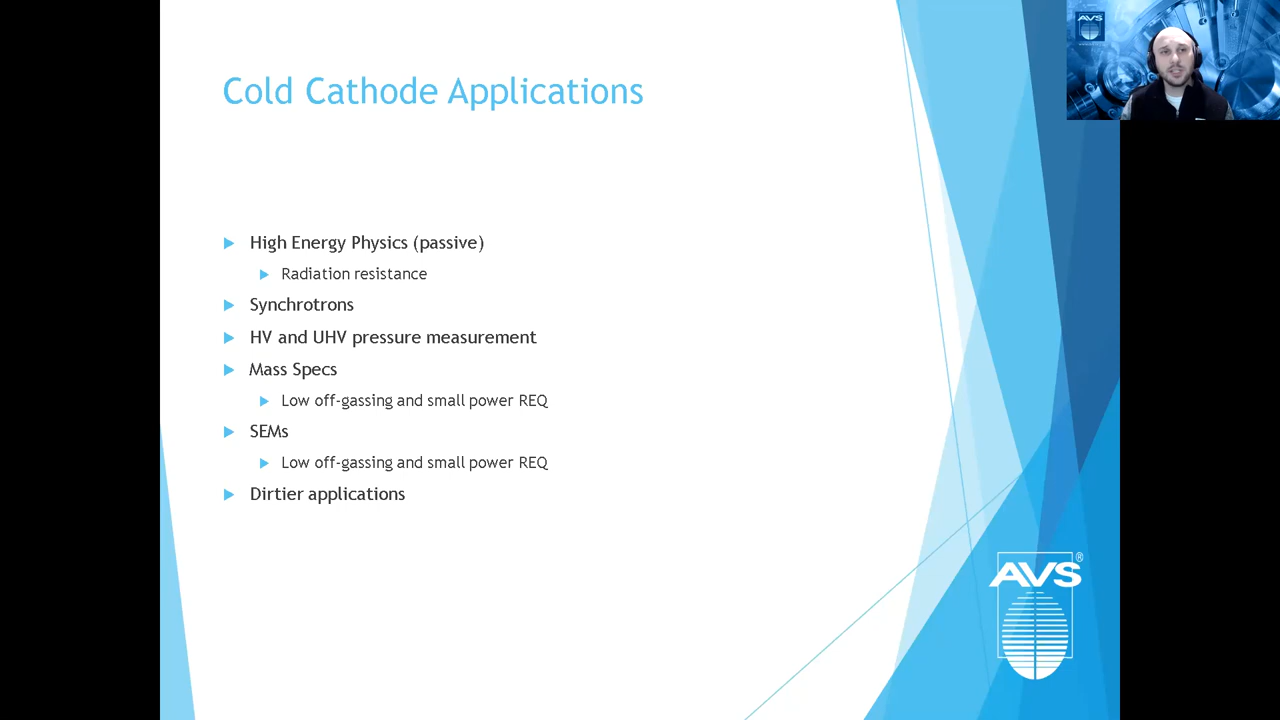 AVS
Cold Cathode Applications
High Energy Physics (passive)
Radiation resistance
Synchrotrons
HV and UHV pressure measurement
Mass Specs
Low off-gassing and small power REQ
SEMs
Low off-gassing and small power REQ
Dirtier applications
AVS®